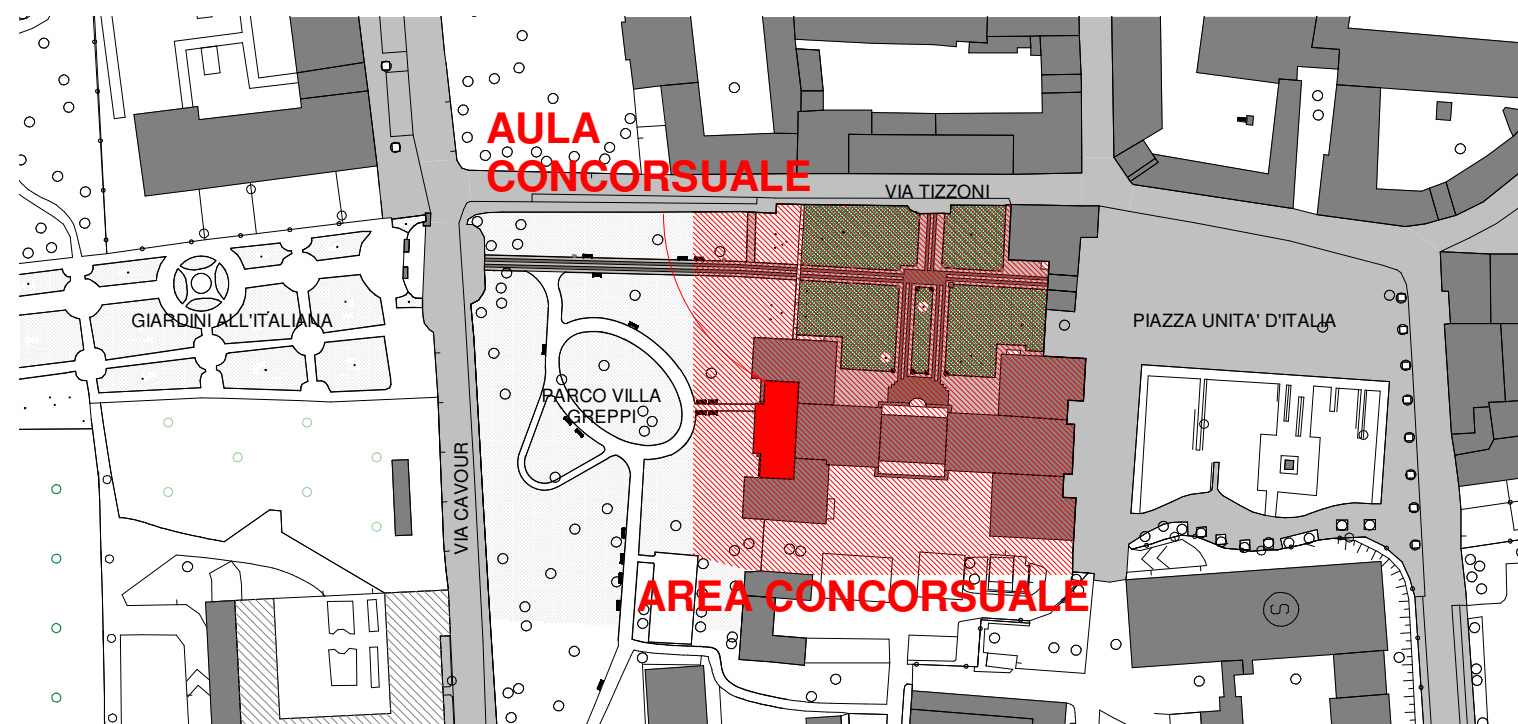 AULA
CONCORSUALE
VIA TIZZONI
GIARDINI ALL'ITALIANA
PIAZZA UNITA' D'ITALIA
PARCO VILLA
GREPPI
VIA CAVOUR
AREA CONCORSUALE
S